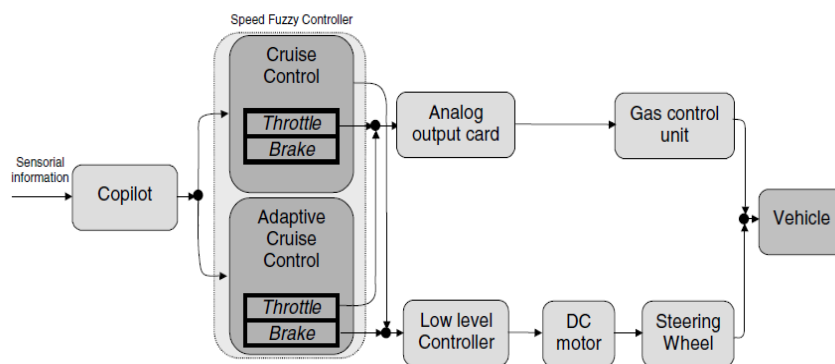 Speed Fuzzy Controller
Cruise
Control
Throttle
Brake
Analog
output card
Gas control
unit
Sensorial
information
Copilot
Vehicle
Adaptive
Cruise
Control
Throttle
Brake
Low level
Controller
DC
motor
Steering
Wheel